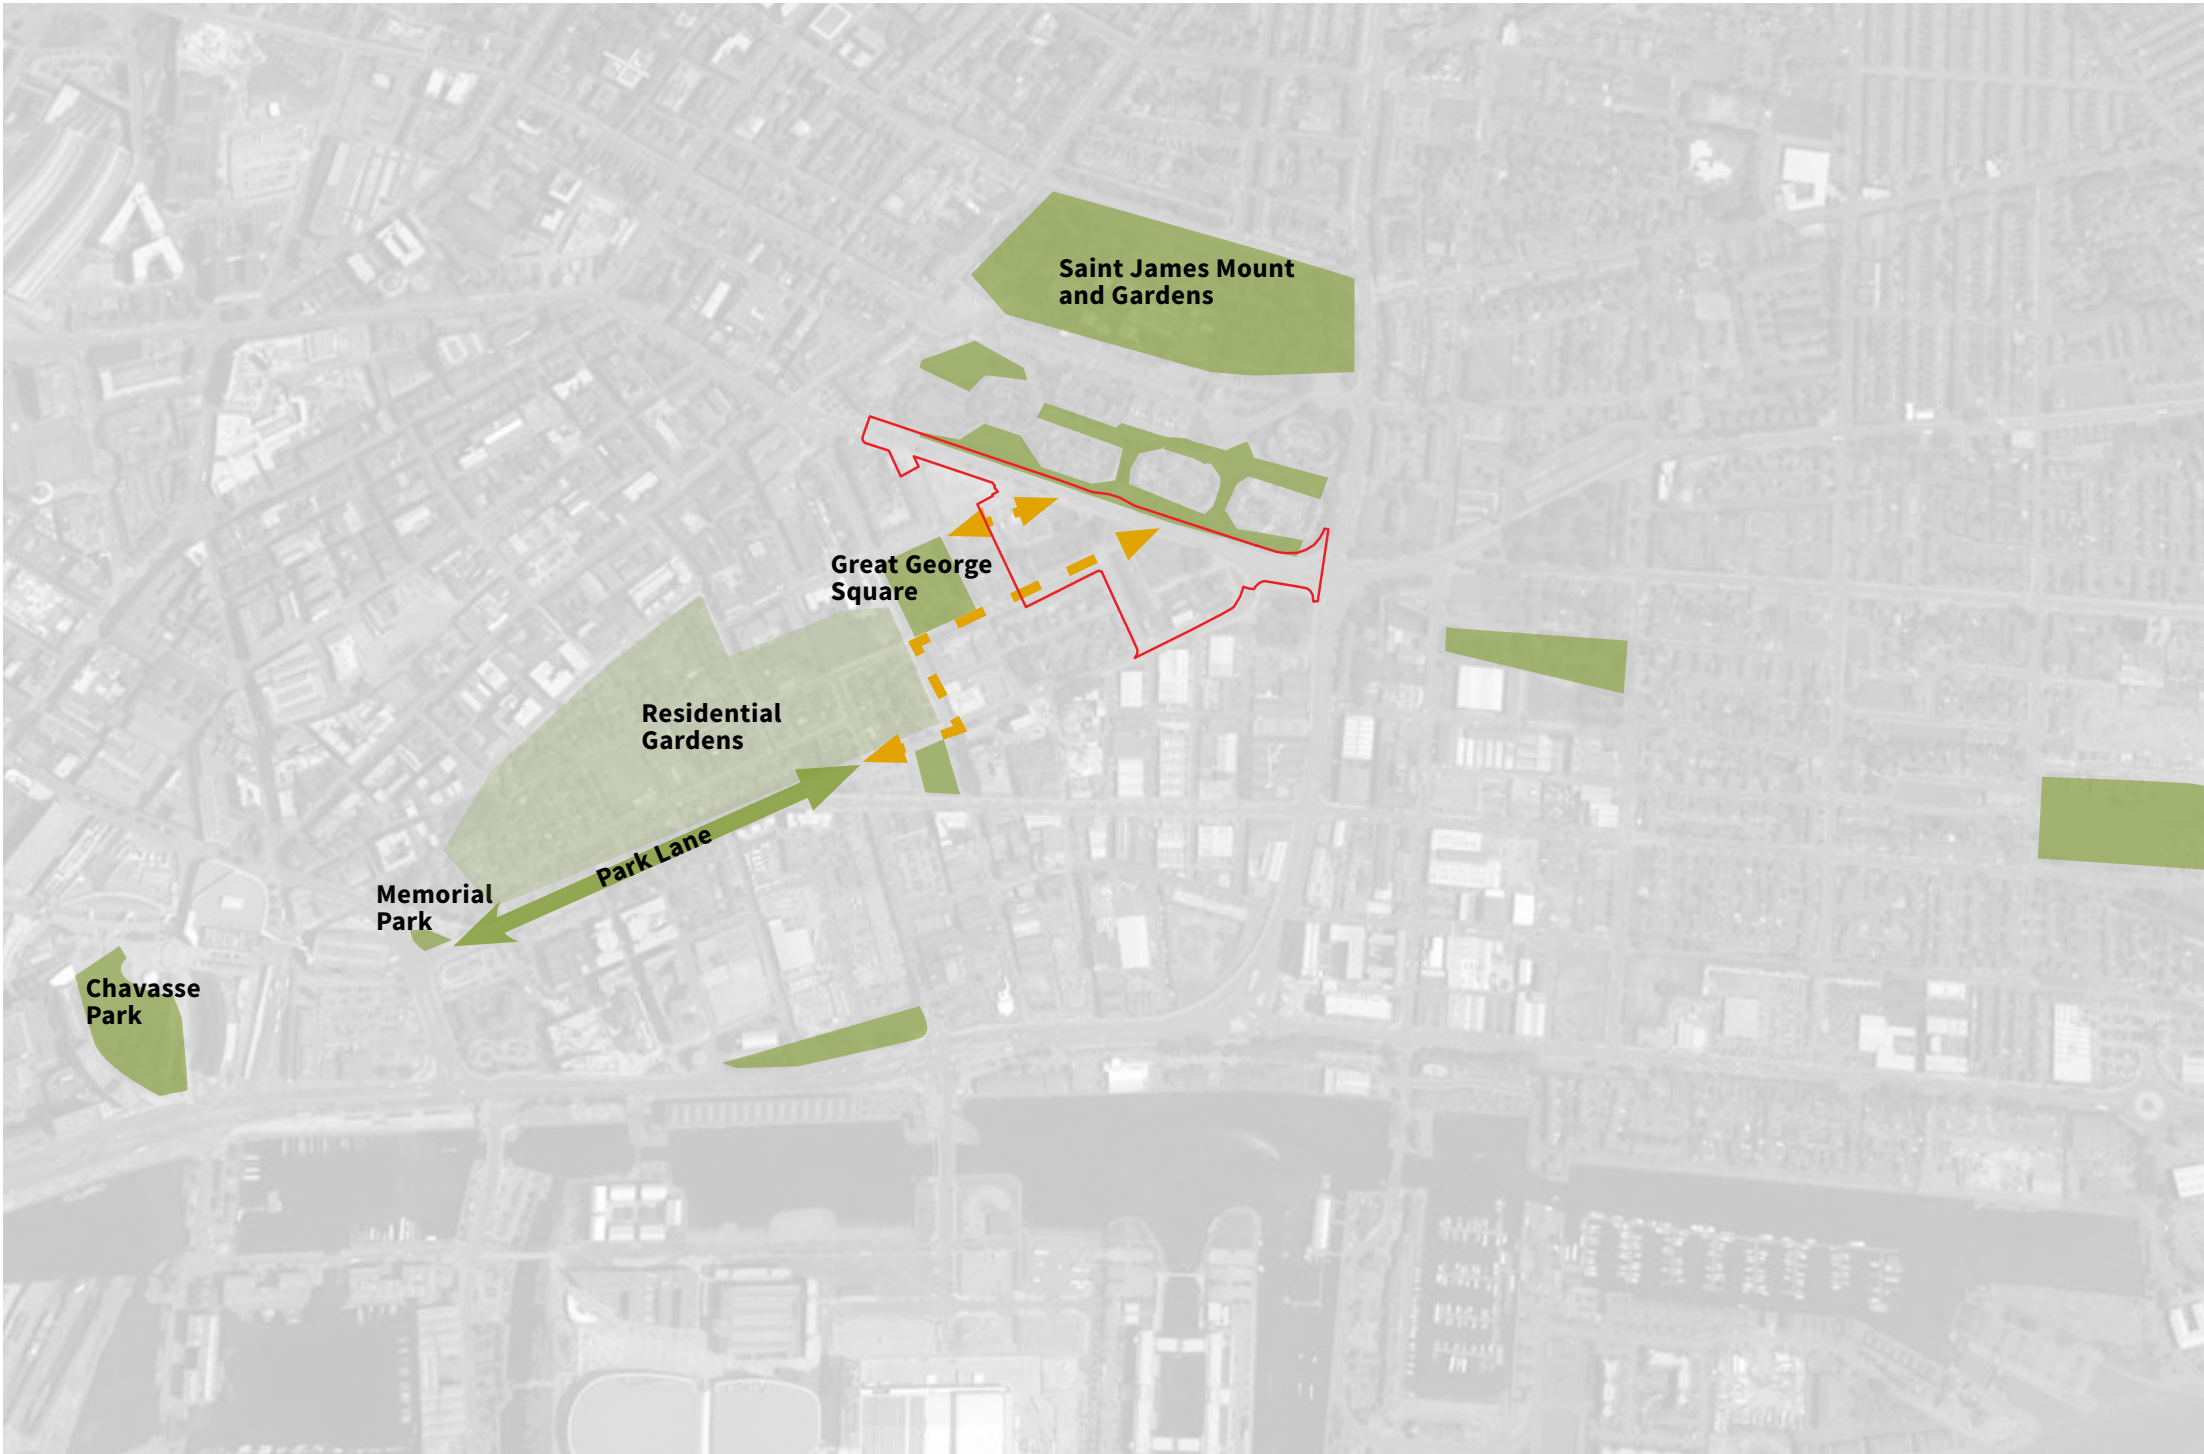 Saint James Mount
and Gardens
Great George
Square
Residential
Gardens
Park Lane
Memorial
Park
Chavasse
Park